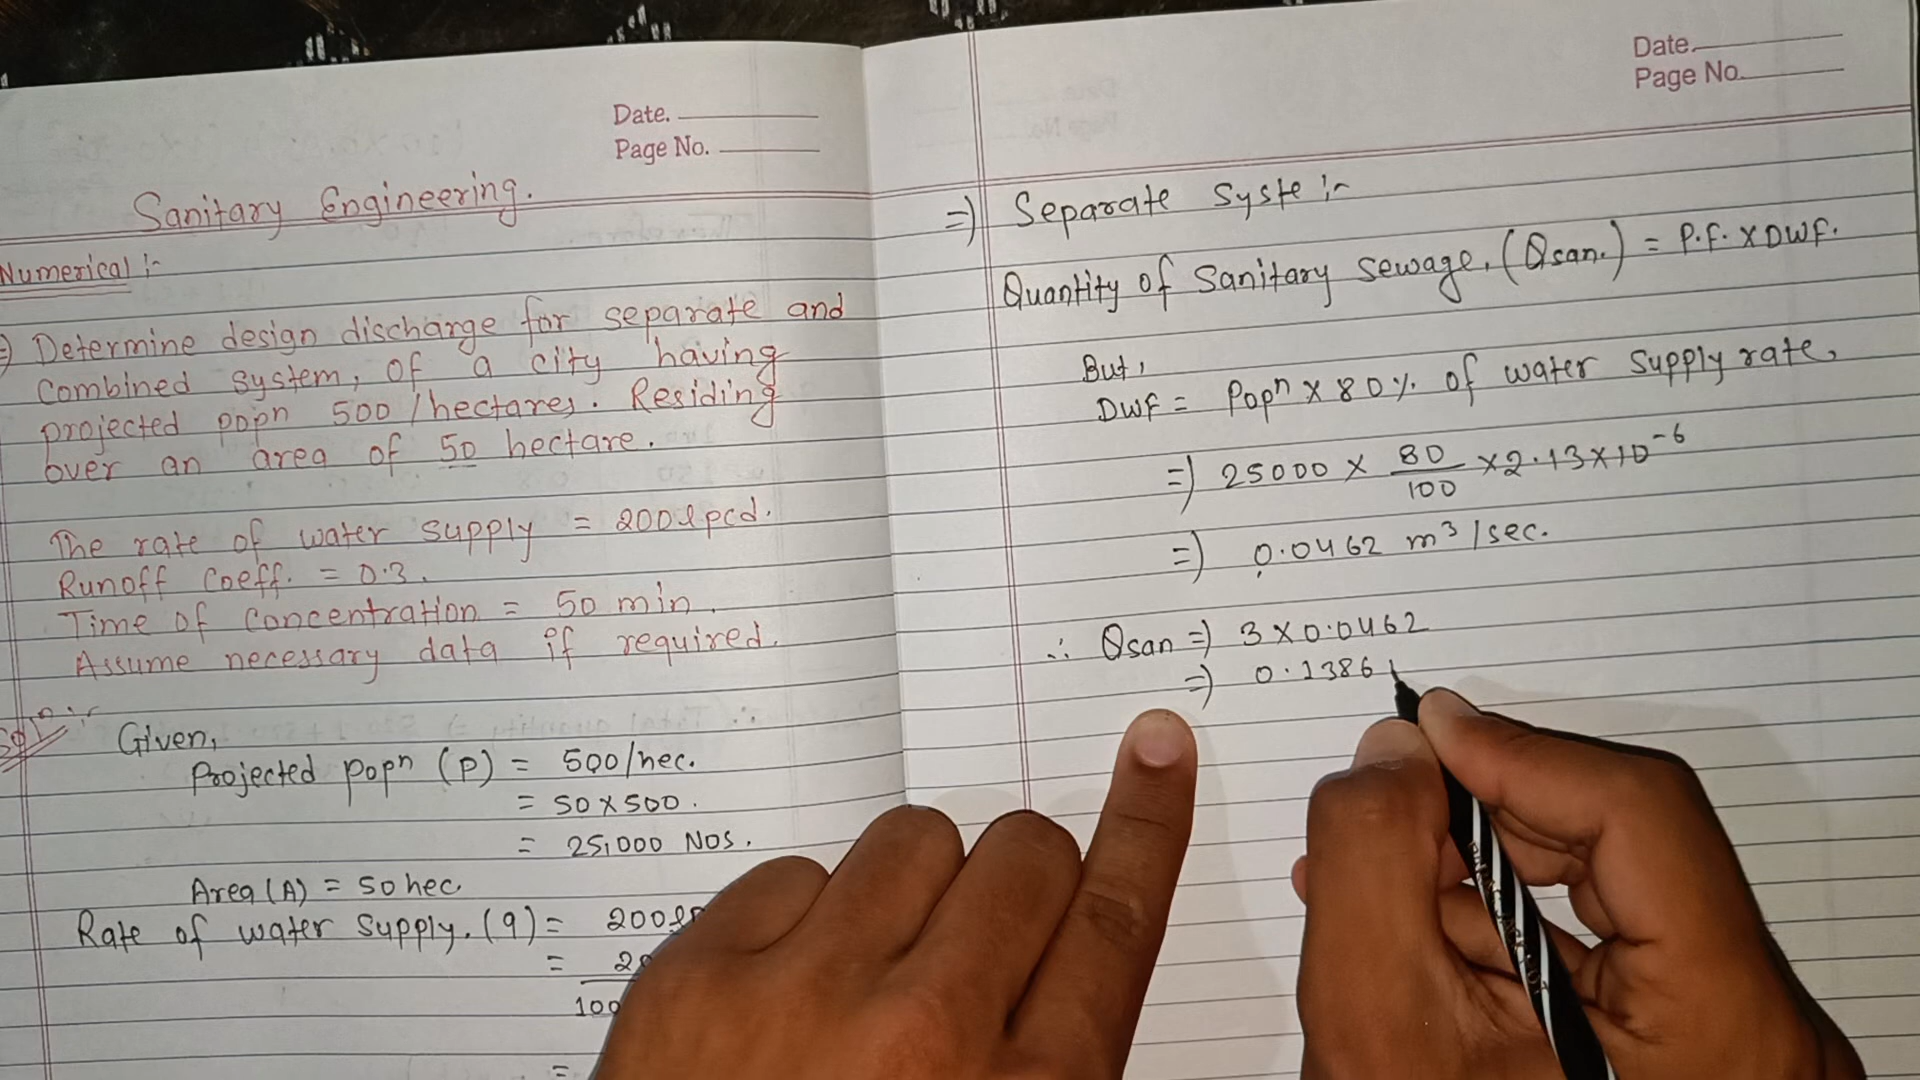 Date.
Page No.
Sanitary Engineering.
Numerical :-
=) Determine design discharge for separate and
combined system, of a city having
projected popn 500/hectares. Residing
over an area of 50 hectare.
The rate of water supply = 200 lpcd.
Runoff Coeff. = 0.3.
Time of Concentration = 50 min.
Assume necessary data if required.
Soln :-
Given,
Projected popⁿ (P) = 500/hec.
= 50 x 500.
= 25,000 Nos.
Area (A) = 50 hec.
Rate of water supply. (q) = 200
=
=
Date.
Page No.
=) Separate Syste :-
Quantity of Sanitary sewage, (Qsan.) = P.F. x DWF.
But,
DWF = Popⁿ x 80% of water supply rate,
=) 25000 x 80/100 x 2.13 x 10⁻⁶
=) 0.0462 m³/sec.
∴ Qsan =) 3 x 0.0462
=) 0.1386